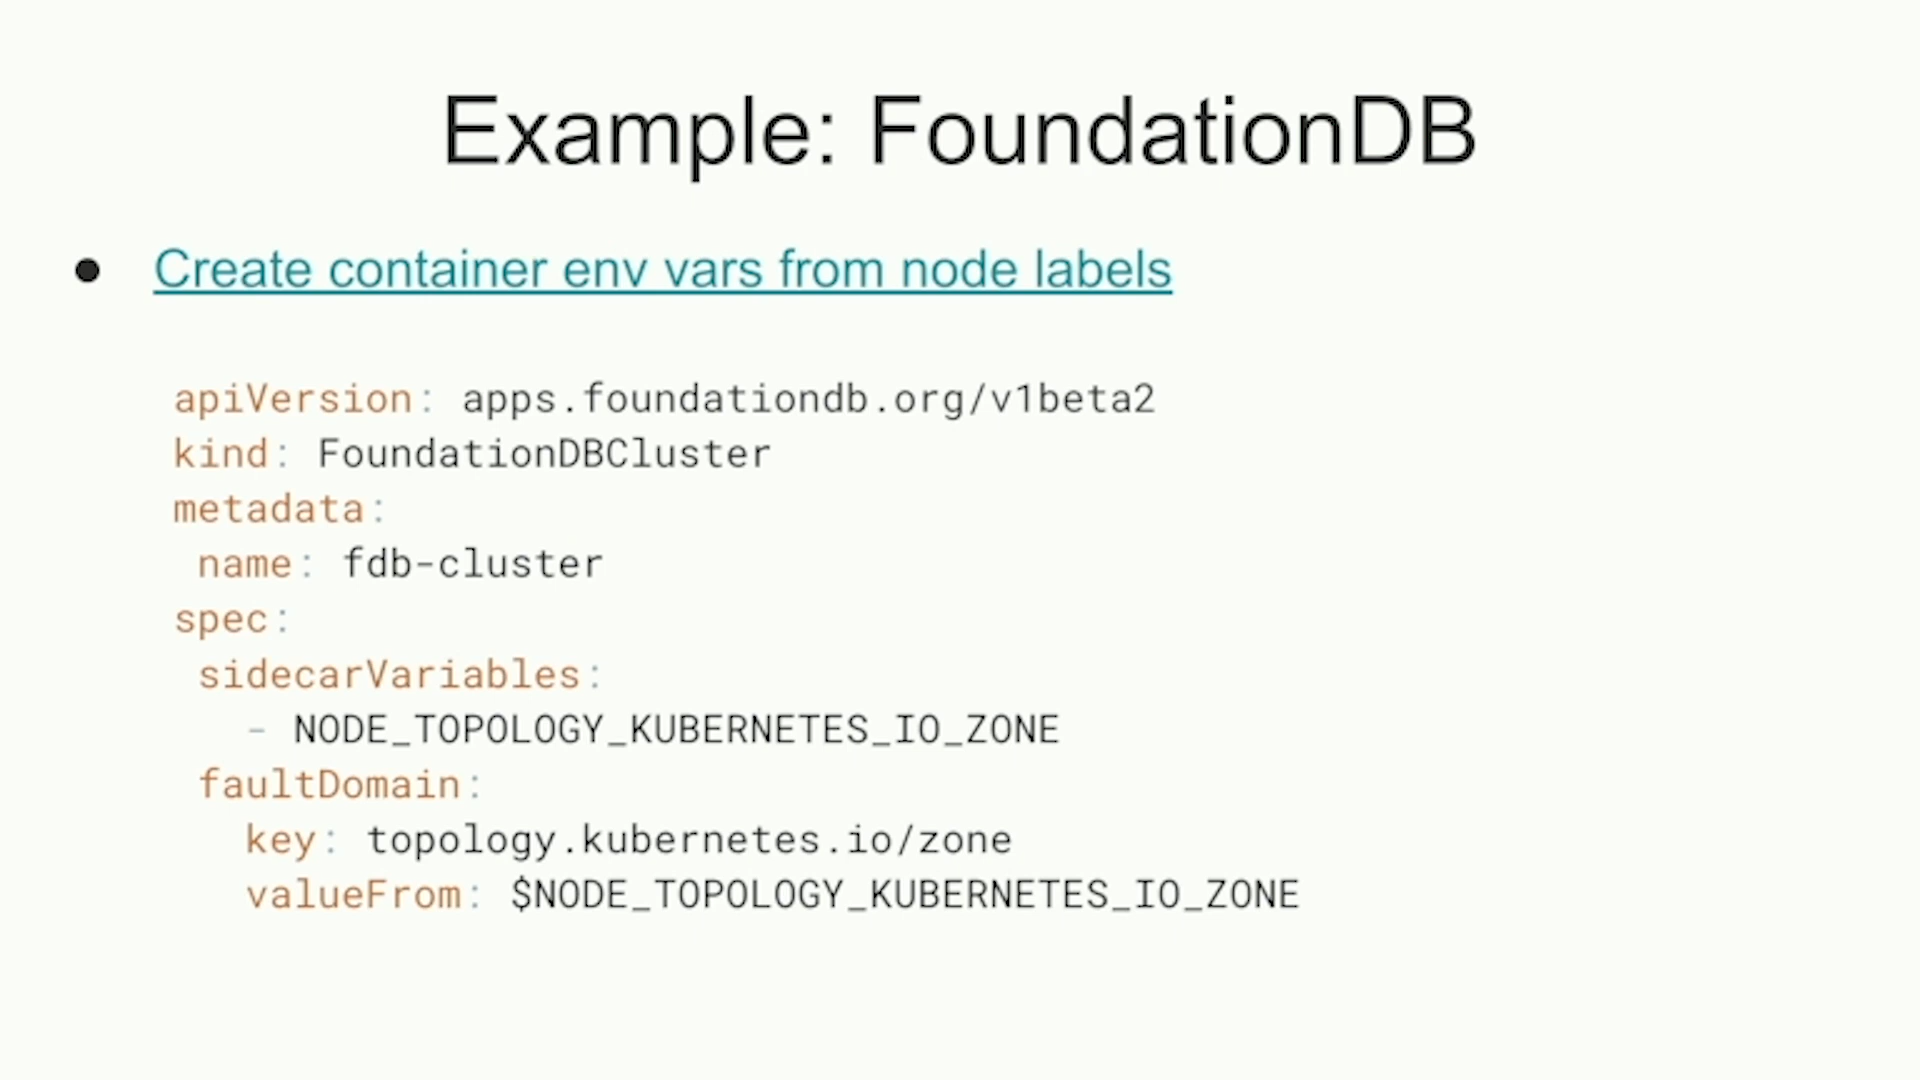 Example: FoundationDB
● Create container env vars from node labels
apiVersion: apps.foundationdb.org/v1beta2
kind: FoundationDBCluster
metadata:
 name: fdb-cluster
spec:
 sidecarVariables:
   - NODE_TOPOLOGY_KUBERNETES_IO_ZONE
 faultDomain:
   key: topology.kubernetes.io/zone
   valueFrom: $NODE_TOPOLOGY_KUBERNETES_IO_ZONE